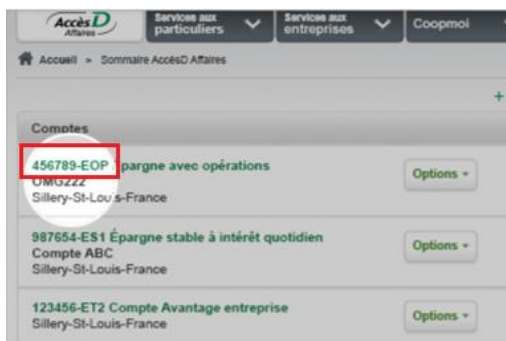 AccèsD
Affaires
Services aux
particuliers
Services aux
entreprises
Coopmoi
Accueil > Sommaire AccèsD Affaires
+
Comptes
456789-EOP Épargne avec opérations
OMG222
Sillery-St-Louis-France
Options
987654-ES1 Épargne stable à intérêt quotidien
Compte ABC
Sillery-St-Louis-France
Options
123456-ET2 Compte Avantage entreprise
Sillery-St-Louis-France
Options